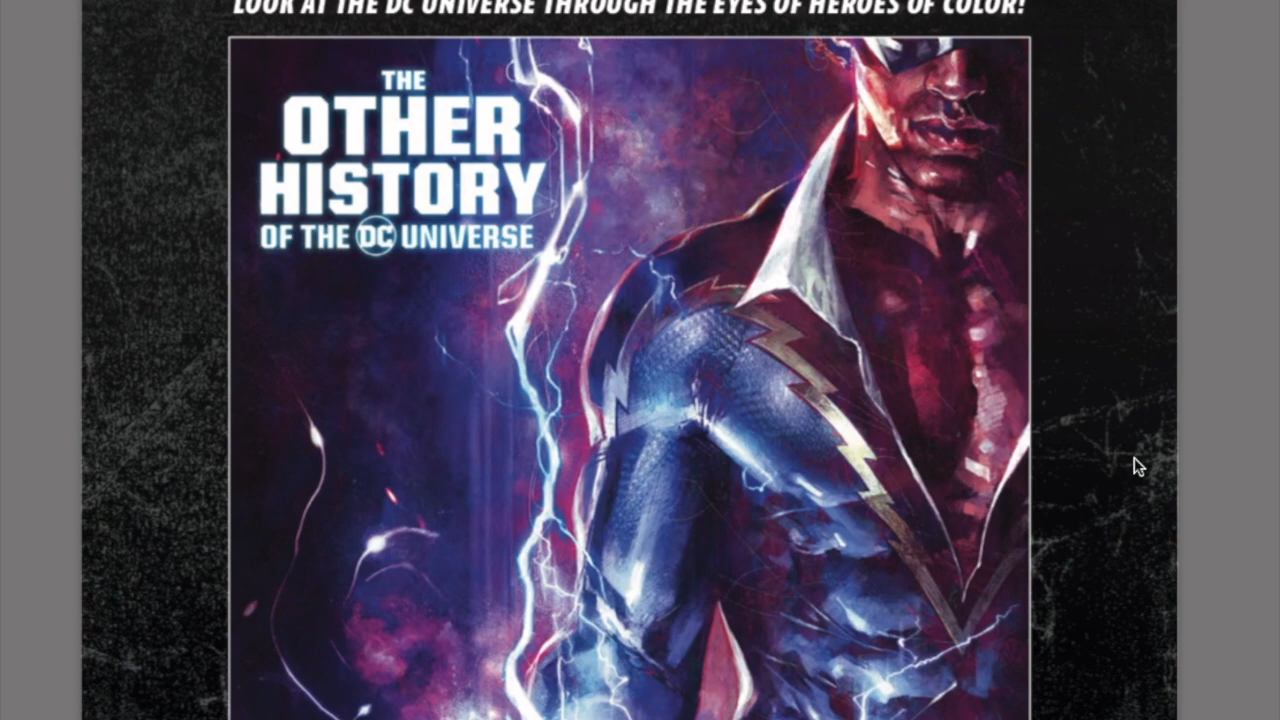 LOOK AT THE DC UNIVERSE THROUGH THE EYES OF HEROES OF COLOR!
THE
OTHER
HISTORY
OF THE DC UNIVERSE